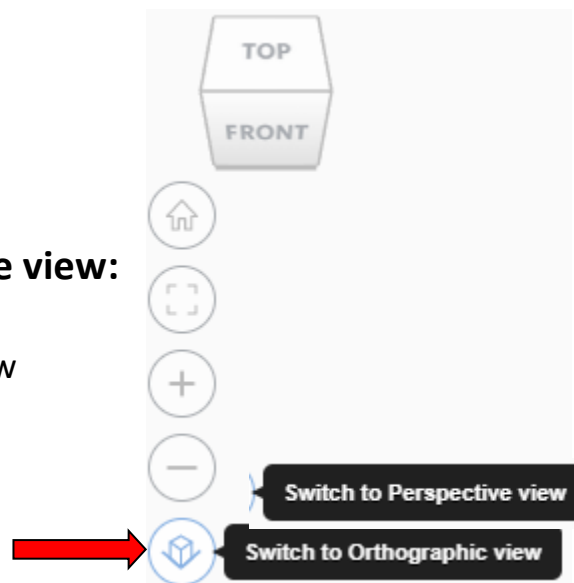 TOP
FRONT
e view:
w
Switch to Perspective view
Switch to Orthographic view